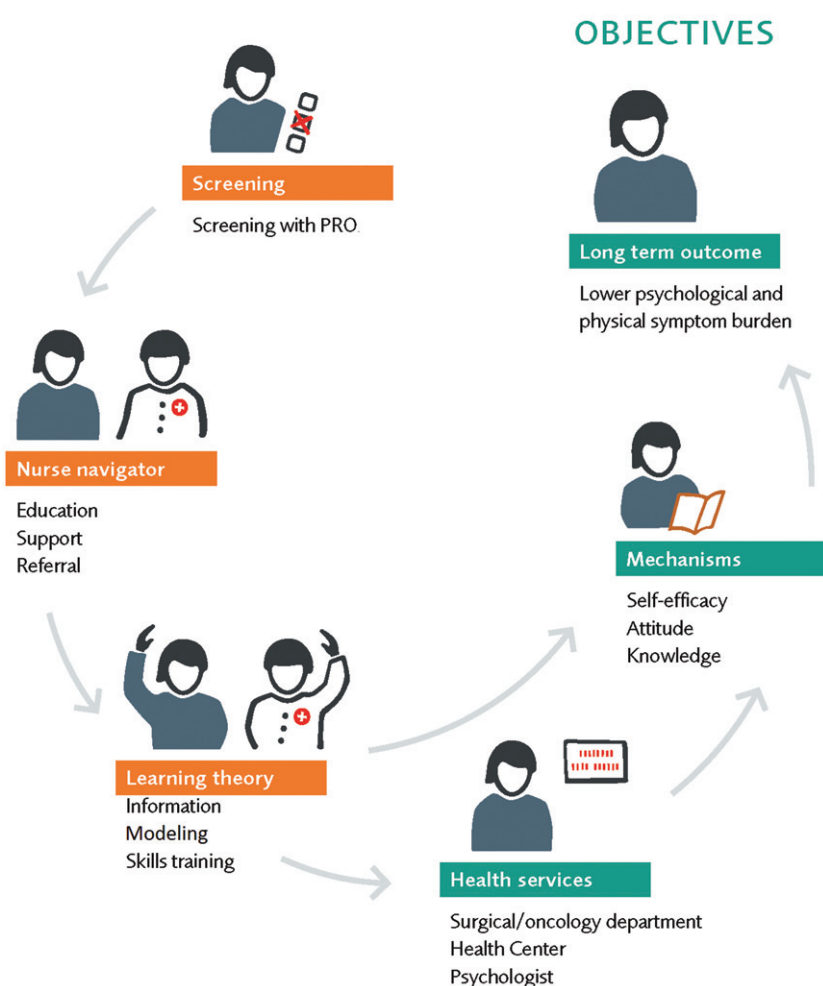 OBJECTIVES
Screening
Screening with PRO.
Long term outcome
Lower psychological and
physical symptom burden
Nurse navigator
Education
Support
Referral
Mechanisms
Self-efficacy
Attitude
Knowledge
Learning theory
Information
Modeling
Skills training
Health services
Surgical/oncology department
Health Center
Psychologist